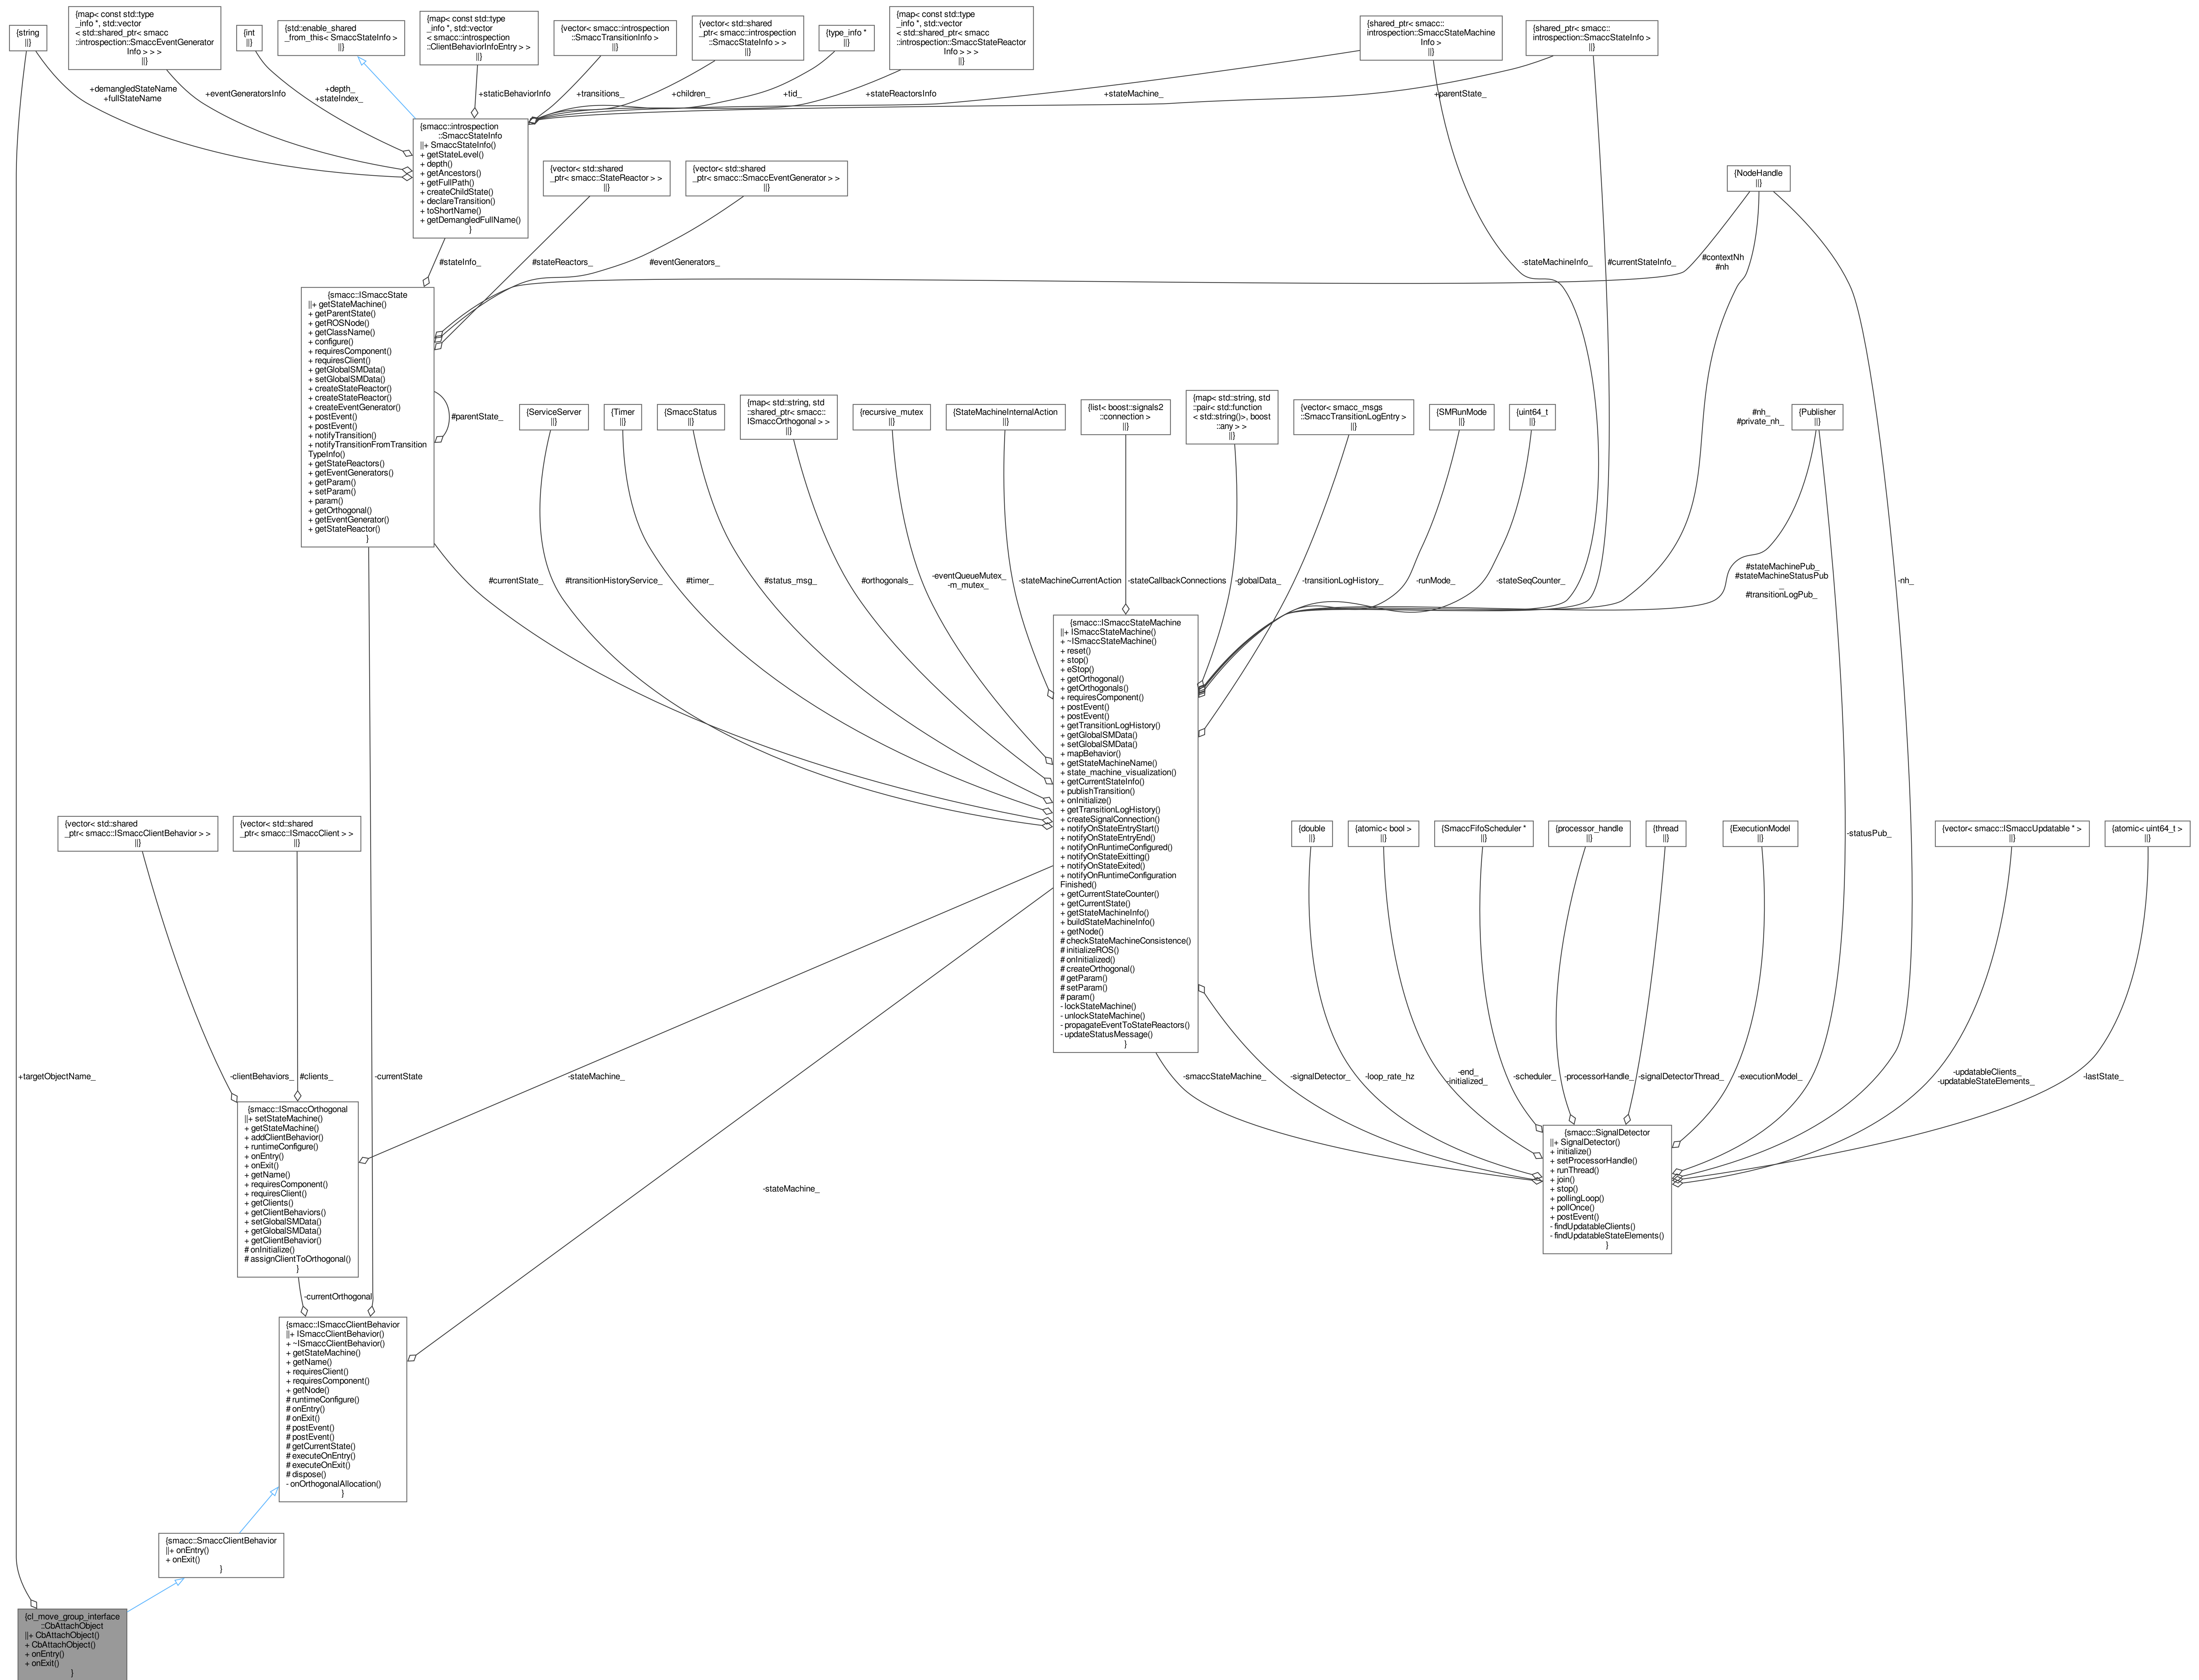 {string
||}
{map< const std::type
_info *, std::vector
< std::shared_ptr< smacc
::introspection::SmaccEventGenerator
Info > > >
||}
{int
||}
{std::enable_shared
_from_this< SmaccStateInfo >
||}
{map< const std::type
_info *, std::vector
< smacc::introspection
::ClientBehaviorInfoEntry > >
||}
{vector< smacc::introspection
::SmaccTransitionInfo >
||}
{vector< std::shared
_ptr< smacc::introspection
::SmaccStateInfo > >
||}
{type_info *
||}
{map< const std::type
_info *, std::vector
< std::shared_ptr< smacc
::introspection::SmaccStateReactor
Info > > >
||}
{shared_ptr< smacc::
introspection::SmaccStateMachine
Info >
||}
{shared_ptr< smacc::
introspection::SmaccStateInfo >
||}
+demangledStateName
+fullStateName
+eventGeneratorsInfo
+depth_
+stateIndex_
+staticBehaviorInfo
+transitions_
+children_
+tid_
+stateReactorsInfo
+stateMachine_
+parentState_
{smacc::introspection
::SmaccStateInfo
||+ SmaccStateInfo()
+ getStateLevel()
+ depth()
+ getAncestors()
+ getFullPath()
+ createChildState()
+ declareTransition()
+ toShortName()
+ getDemangledFullName()
}
{vector< std::shared
_ptr< smacc::StateReactor > >
||}
{vector< std::shared
_ptr< smacc::SmaccEventGenerator > >
||}
{NodeHandle
||}
#stateInfo_
#stateReactors_
#eventGenerators_
-stateMachineInfo_
#currentStateInfo_
#contextNh
#nh
{smacc::ISmaccState
||+ getStateMachine()
+ getParentState()
+ getROSNode()
+ getClassName()
+ configure()
+ requiresComponent()
+ requiresClient()
+ getGlobalSMData()
+ setGlobalSMData()
+ createStateReactor()
+ createStateReactor()
+ createEventGenerator()
+ postEvent()
+ postEvent()
+ notifyTransition()
+ notifyTransitionFromTransition
TypeInfo()
+ getStateReactors()
+ getEventGenerators()
+ getParam()
+ setParam()
+ param()
+ getOrthogonal()
+ getEventGenerator()
+ getStateReactor()
}
#parentState_
{ServiceServer
||}
{Timer
||}
{SmaccStatus
||}
{map< std::string, std
::shared_ptr< smacc::
ISmaccOrthogonal > >
||}
{recursive_mutex
||}
{StateMachineInternalAction
||}
{list< boost::signals2
::connection >
||}
{map< std::string, std
::pair< std::function
< std::string()>, boost
::any > >
||}
{vector< smacc_msgs
::SmaccTransitionLogEntry >
||}
{SMRunMode
||}
{uint64_t
||}
#nh_
#private_nh_
{Publisher
||}
#currentState_
#transitionHistoryService_
#timer_
#status_msg_
#orthogonals_
-eventQueueMutex_
-m_mutex_
-stateMachineCurrentAction
-stateCallbackConnections
-globalData_
-transitionLogHistory_
-runMode_
-stateSeqCounter_
#stateMachinePub_
#stateMachineStatusPub
_
#transitionLogPub_
-nh_
{smacc::ISmaccStateMachine
||+ ISmaccStateMachine()
+ ~ISmaccStateMachine()
+ reset()
+ stop()
+ eStop()
+ getOrthogonal()
+ getOrthogonals()
+ requiresComponent()
+ postEvent()
+ postEvent()
+ getTransitionLogHistory()
+ getGlobalSMData()
+ setGlobalSMData()
+ mapBehavior()
+ getStateMachineName()
+ state_machine_visualization()
+ getCurrentStateInfo()
+ publishTransition()
+ onInitialize()
+ getTransitionLogHistory()
+ createSignalConnection()
+ notifyOnStateEntryStart()
+ notifyOnStateEntryEnd()
+ notifyOnRuntimeConfigured()
+ notifyOnStateExitting()
+ notifyOnStateExited()
+ notifyOnRuntimeConfiguration
Finished()
+ getCurrentStateCounter()
+ getCurrentState()
+ getStateMachineInfo()
+ buildStateMachineInfo()
+ getNode()
# checkStateMachineConsistence()
# initializeROS()
# onInitialized()
# createOrthogonal()
# getParam()
# setParam()
# param()
- lockStateMachine()
- unlockStateMachine()
- propagateEventToStateReactors()
- updateStatusMessage()
}
{vector< std::shared
_ptr< smacc::ISmaccClientBehavior > >
||}
{vector< std::shared
_ptr< smacc::ISmaccClient > >
||}
{double
||}
{atomic< bool >
||}
{SmaccFifoScheduler *
||}
{processor_handle
||}
{thread
||}
{ExecutionModel
||}
-statusPub_
{vector< smacc::ISmaccUpdatable * >
||}
{atomic< uint64_t >
||}
+targetObjectName_
-clientBehaviors_
#clients_
-currentState
-stateMachine_
-smaccStateMachine_
-signalDetector_
-loop_rate_hz
-end_
-initialized_
-scheduler_
-processorHandle_
-signalDetectorThread_
-executionModel_
-updatableClients_
-updatableStateElements_
-lastState_
{smacc::ISmaccOrthogonal
||+ setStateMachine()
+ getStateMachine()
+ addClientBehavior()
+ runtimeConfigure()
+ onEntry()
+ onExit()
+ getName()
+ requiresComponent()
+ requiresClient()
+ getClients()
+ getClientBehaviors()
+ setGlobalSMData()
+ getGlobalSMData()
+ getClientBehavior()
# onInitialize()
# assignClientToOrthogonal()
}
-stateMachine_
{smacc::SignalDetector
||+ SignalDetector()
+ initialize()
+ setProcessorHandle()
+ runThread()
+ join()
+ stop()
+ pollingLoop()
+ pollOnce()
+ postEvent()
- findUpdatableClients()
- findUpdatableStateElements()
}
-currentOrthogonal
{smacc::ISmaccClientBehavior
||+ ISmaccClientBehavior()
+ ~ISmaccClientBehavior()
+ getStateMachine()
+ getName()
+ requiresClient()
+ requiresComponent()
+ getNode()
# runtimeConfigure()
# onEntry()
# onExit()
# postEvent()
# postEvent()
# getCurrentState()
# executeOnEntry()
# executeOnExit()
# dispose()
- onOrthogonalAllocation()
}
{smacc::SmaccClientBehavior
||+ onEntry()
+ onExit()
}
{cl_move_group_interface
::CbAttachObject
||+ CbAttachObject()
+ CbAttachObject()
+ onEntry()
+ onExit()
}